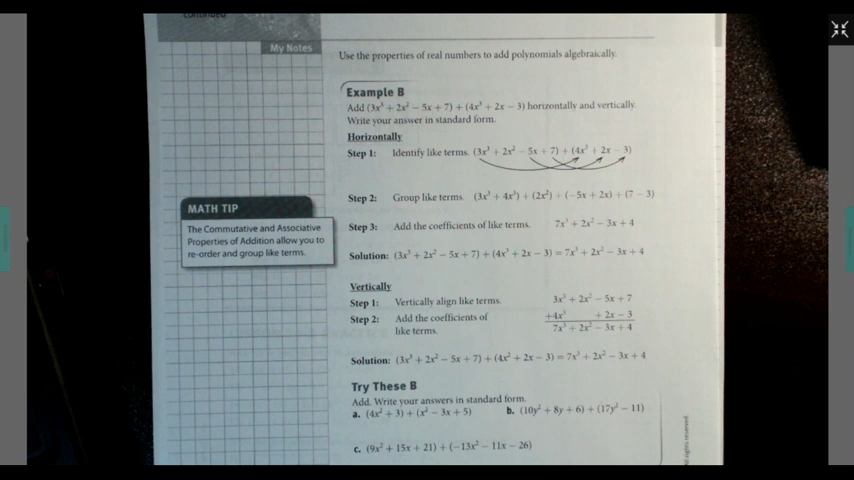 continued
My Notes
Use the properties of real numbers to add polynomials algebraically.
Example B
Add (3x³ + 2x² − 5x + 7) + (4x³ + 2x − 3) horizontally and vertically.
Write your answer in standard form.
Horizontally
Step 1: Identify like terms. (3x³ + 2x² − 5x + 7) + (4x³ + 2x − 3)
Step 2: Group like terms. (3x³ + 4x³) + (2x²) + (−5x + 2x) + (7 − 3)
MATH TIP
The Commutative and Associative
Properties of Addition allow you to
re-order and group like terms.
Step 3: Add the coefficients of like terms. 7x³ + 2x² − 3x + 4
Solution: (3x³ + 2x² − 5x + 7) + (4x³ + 2x − 3) = 7x³ + 2x² − 3x + 4
Vertically
Step 1: Vertically align like terms. 3x³ + 2x² − 5x + 7
Step 2: Add the coefficients of +4x³ + 2x − 3
like terms. 7x³ + 2x² − 3x + 4
Solution: (3x³ + 2x² − 5x + 7) + (4x³ + 2x − 3) = 7x³ + 2x² − 3x + 4
Try These B
Add. Write your answers in standard form.
a. (4x² + 3) + (x² − 3x + 5) b. (10y² + 8y + 6) + (17y² − 11)
c. (9x² + 15x + 21) + (−13x² − 11x − 26)
All rights reserved.